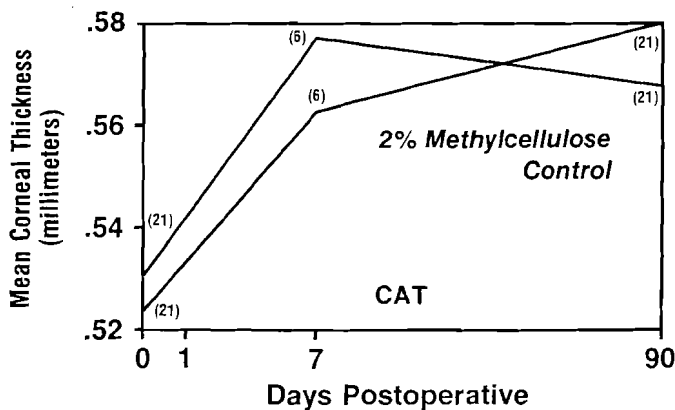 .58
(6)
(21)
(21)
(6)
.56
2% Methylcellulose
Control
Mean Corneal Thickness
(millimeters)
.54
(21)
(21)
CAT
.52
0 1 7 90
Days Postoperative